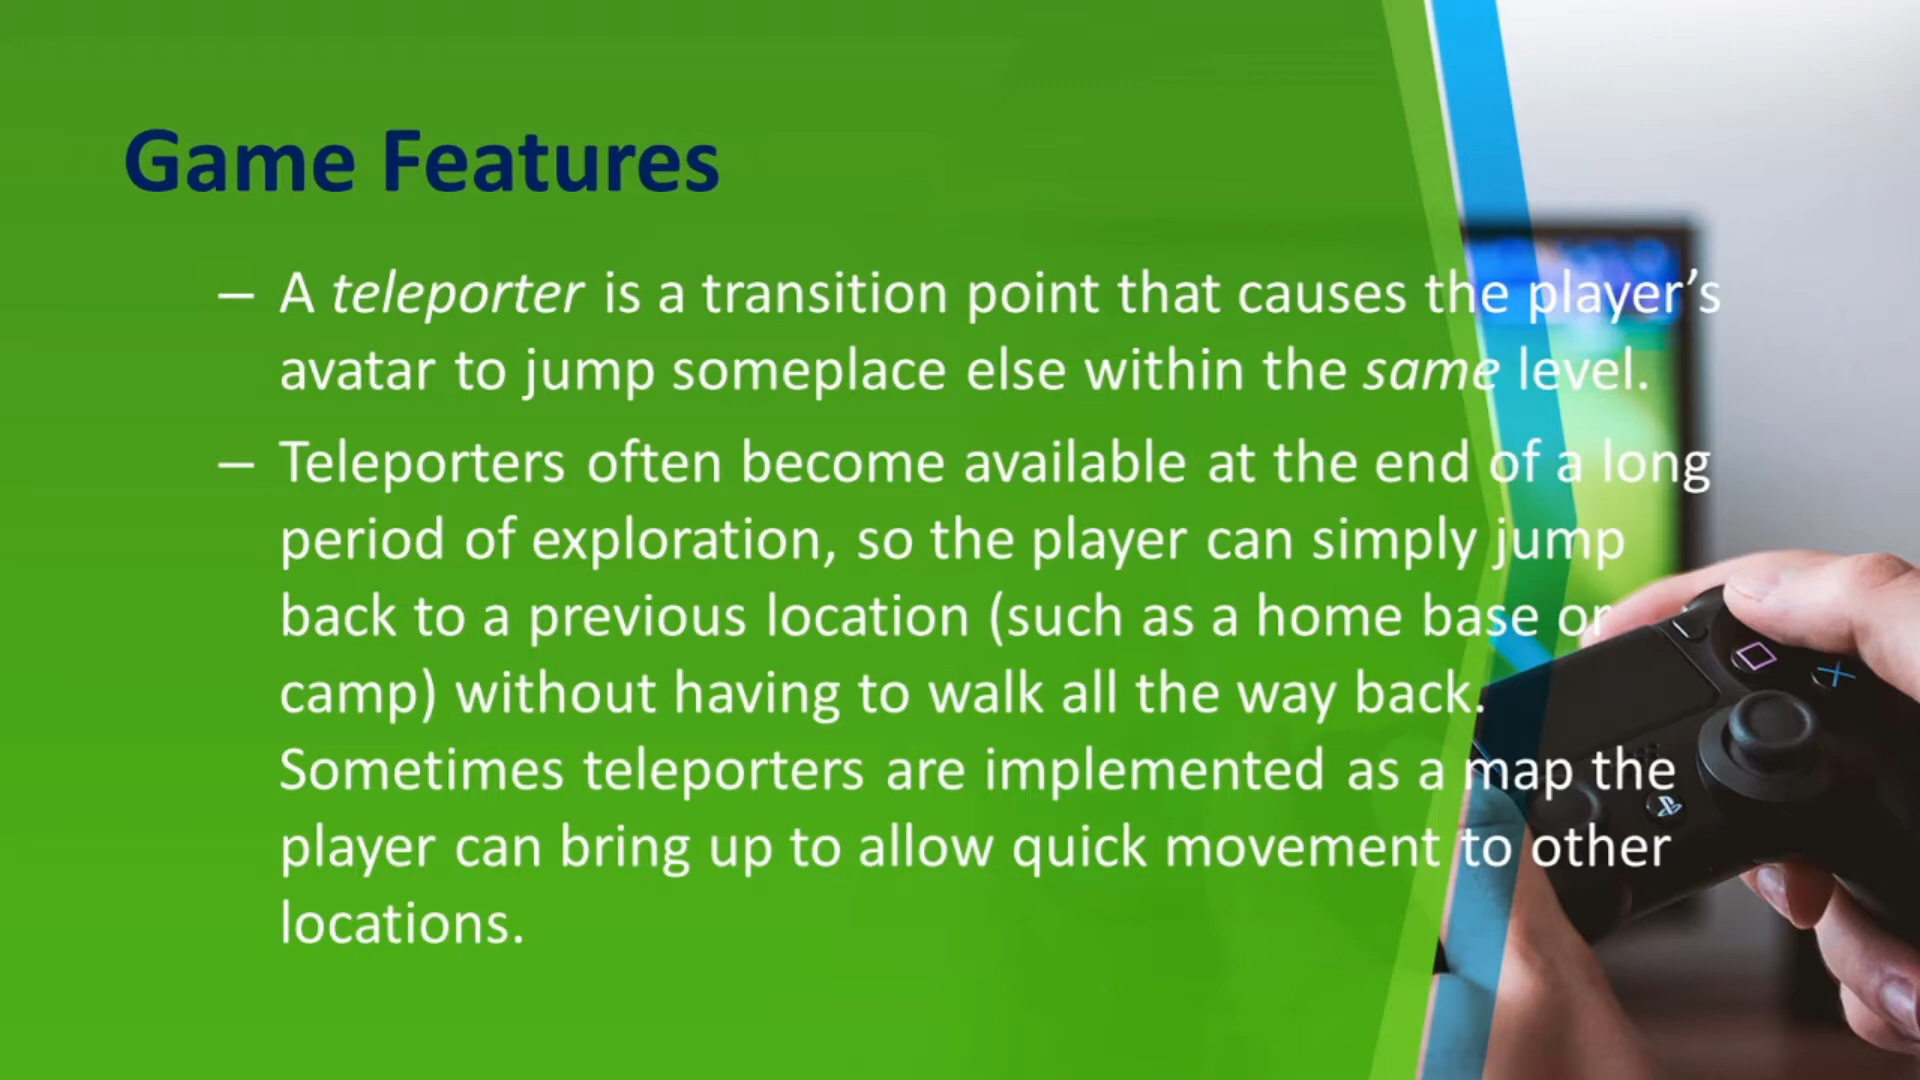 Game Features
– A teleporter is a transition point that causes the player’s
avatar to jump someplace else within the same level.
– Teleporters often become available at the end of a long
period of exploration, so the player can simply jump
back to a previous location (such as a home base or
camp) without having to walk all the way back.
Sometimes teleporters are implemented as a map the
player can bring up to allow quick movement to other
locations.